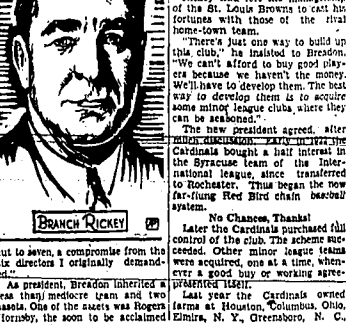 of the St. Louis Browns to cast his
fortunes with those of the rival
home-town team.
"There's just one way to build up
this club," he insisted to Breadon.
"We can't afford to buy good play-
ers because we haven't the money.
We'll have to develop them. The best
way to develop them is to acquire
some minor league clubs, where they
can be seasoned."
The new president agreed, after
much discussion. Early in the
Cardinals bought a half interest in
the Syracuse team of the Inter-
national league, since transferred
to Rochester. Thus began the now
far-flung Red Bird chain baseball
system.
No Chances, Thanks!
Later the Cardinals purchased full
control of the club. The scheme suc-
ceeded. Other minor league teams
were acquired, one at a time, when-
ever a good buy or working agree-
presented itself.
Last year the Cardinals owned
farms at Houston, Columbus, Ohio,
Elmira, N. Y., Greensboro, N. C.,
BRANCH RICKEY
cut to seven, a compromise from the
six directors I originally demand-
ed."
As president, Breadon inherited a
less than mediocre team and two
assets. One of the assets was Rogers
Hornsby, the soon to be acclaimed